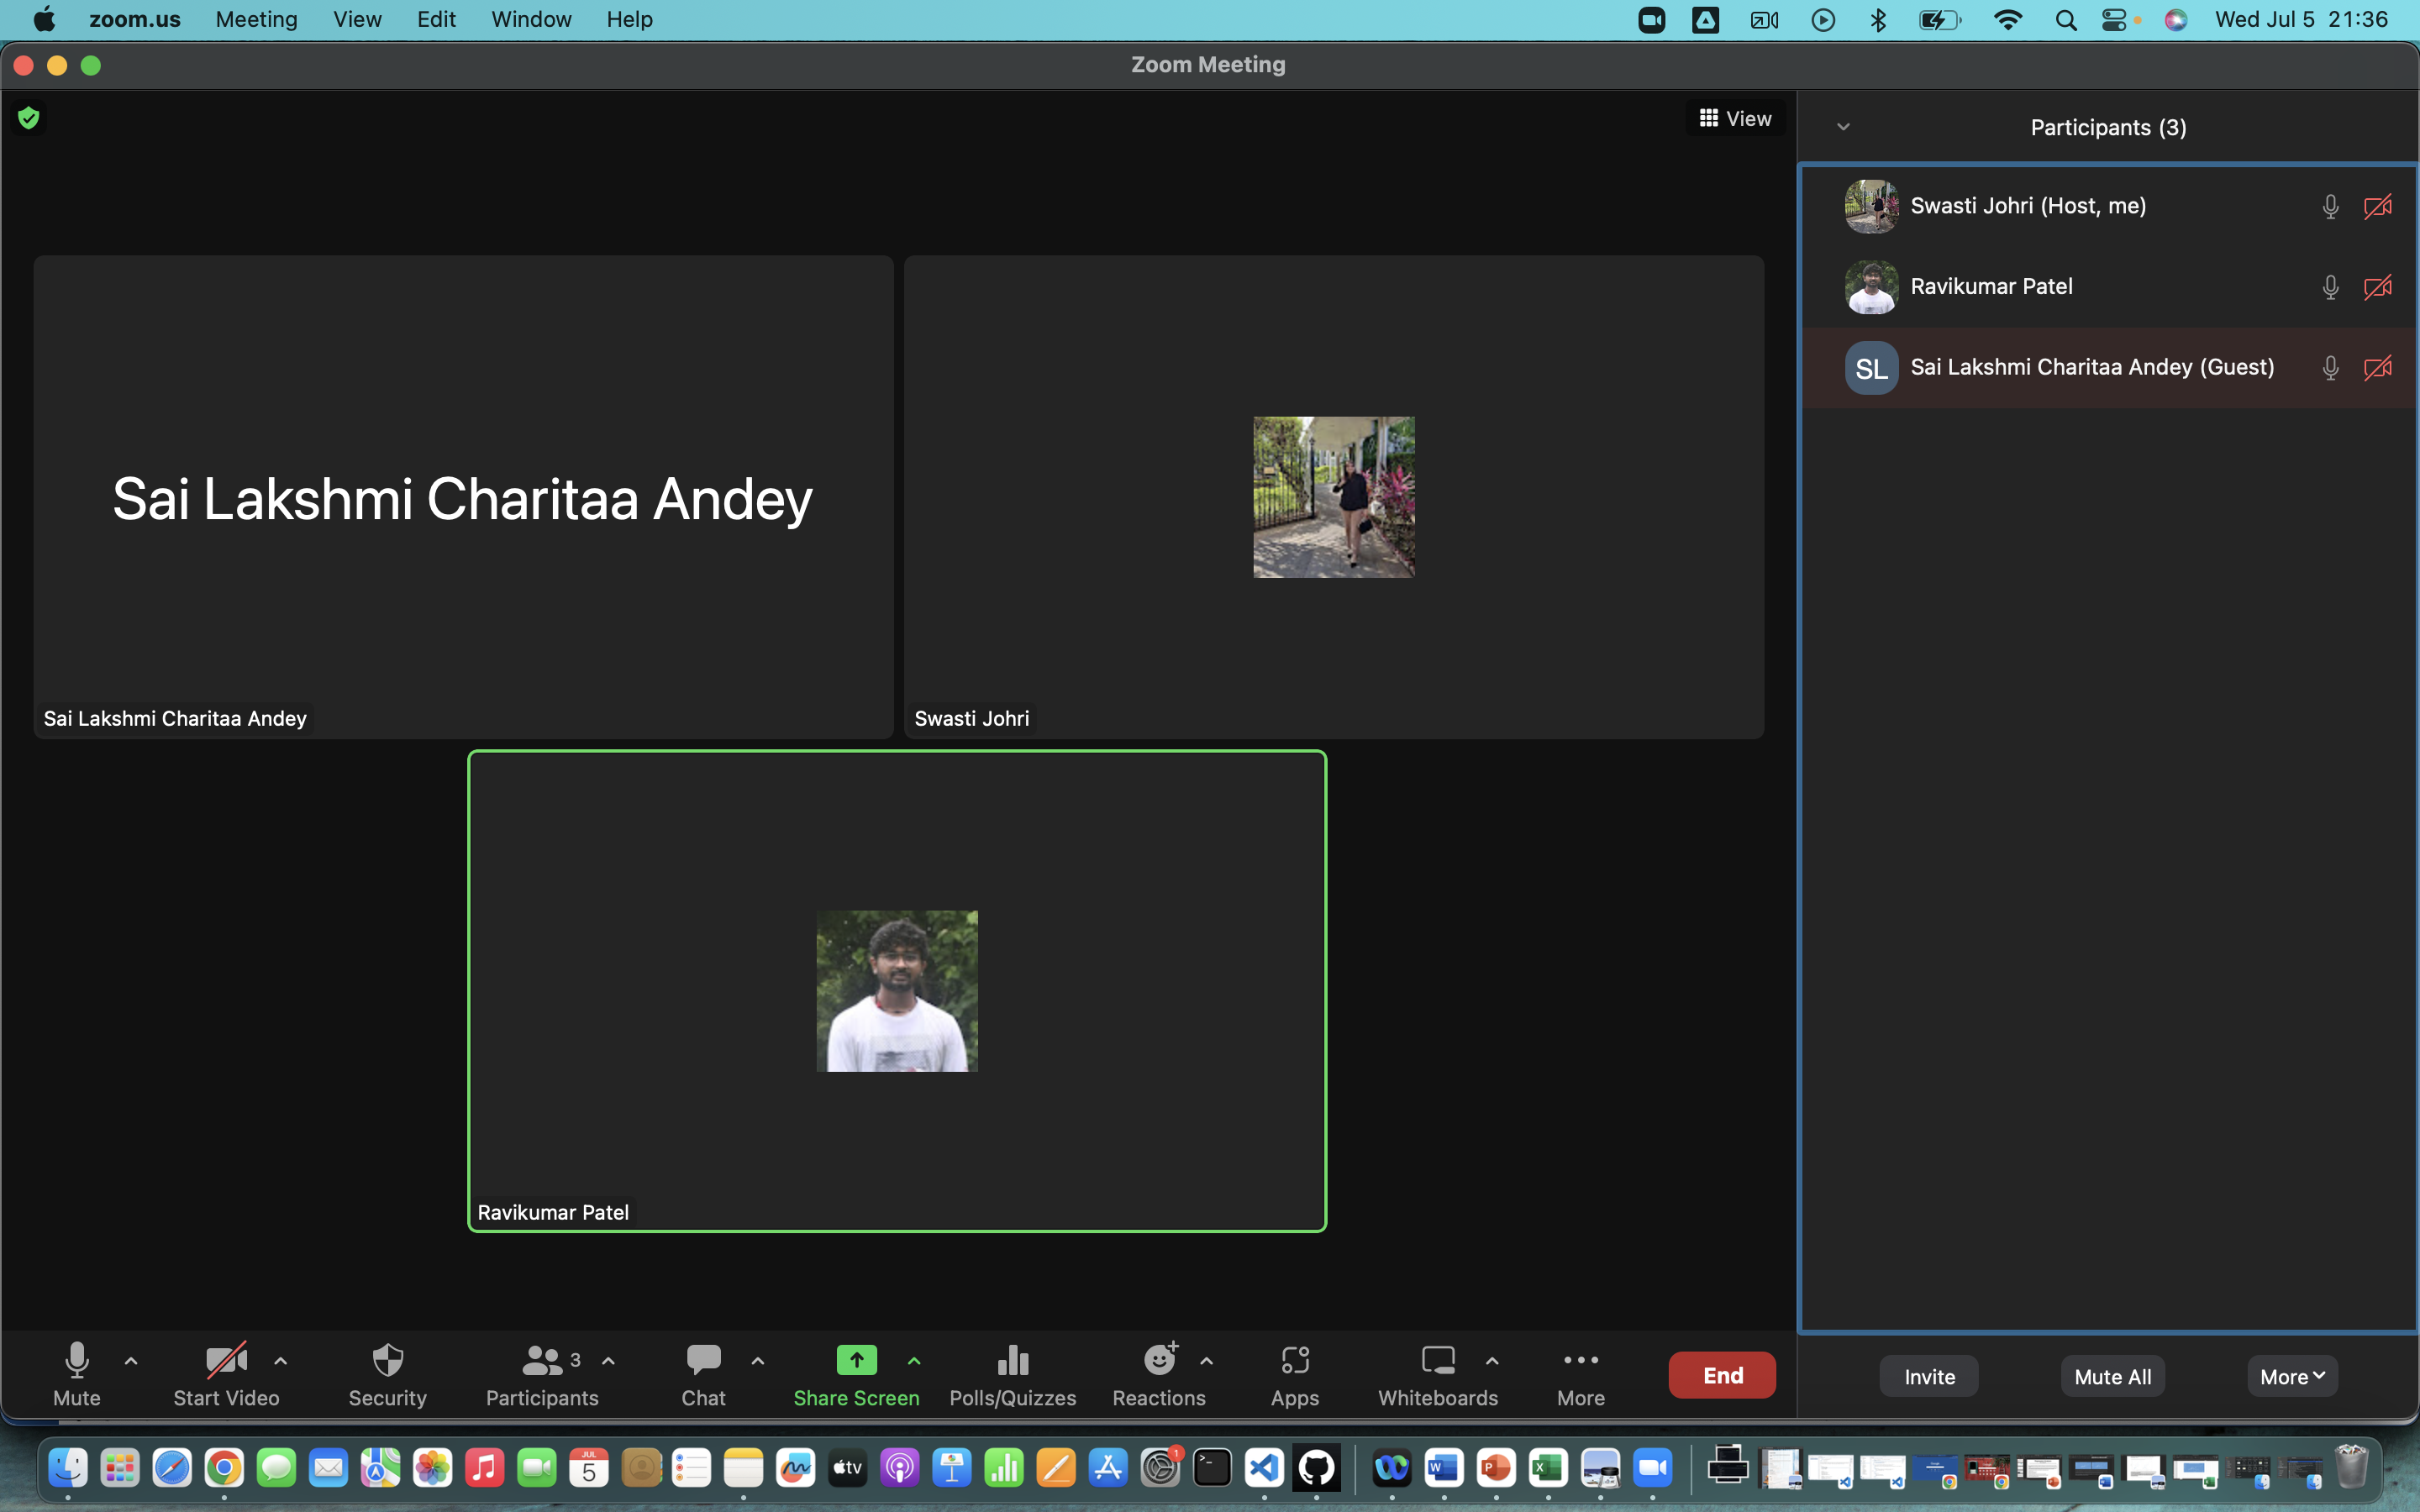 zoom.us Meeting View Edit Window Help Wed Jul 5 21:36
Zoom Meeting
View
Participants (3)
Swasti Johri (Host, me)
Ravikumar Patel
SL Sai Lakshmi Charitaa Andey (Guest)
Sai Lakshmi Charitaa Andey
Sai Lakshmi Charitaa Andey
Swasti Johri
Ravikumar Patel
Mute Start Video Security Participants 3 Chat Share Screen Polls/Quizzes Reactions Apps Whiteboards More End
Invite Mute All More
JUL 5 tv 1 W P X